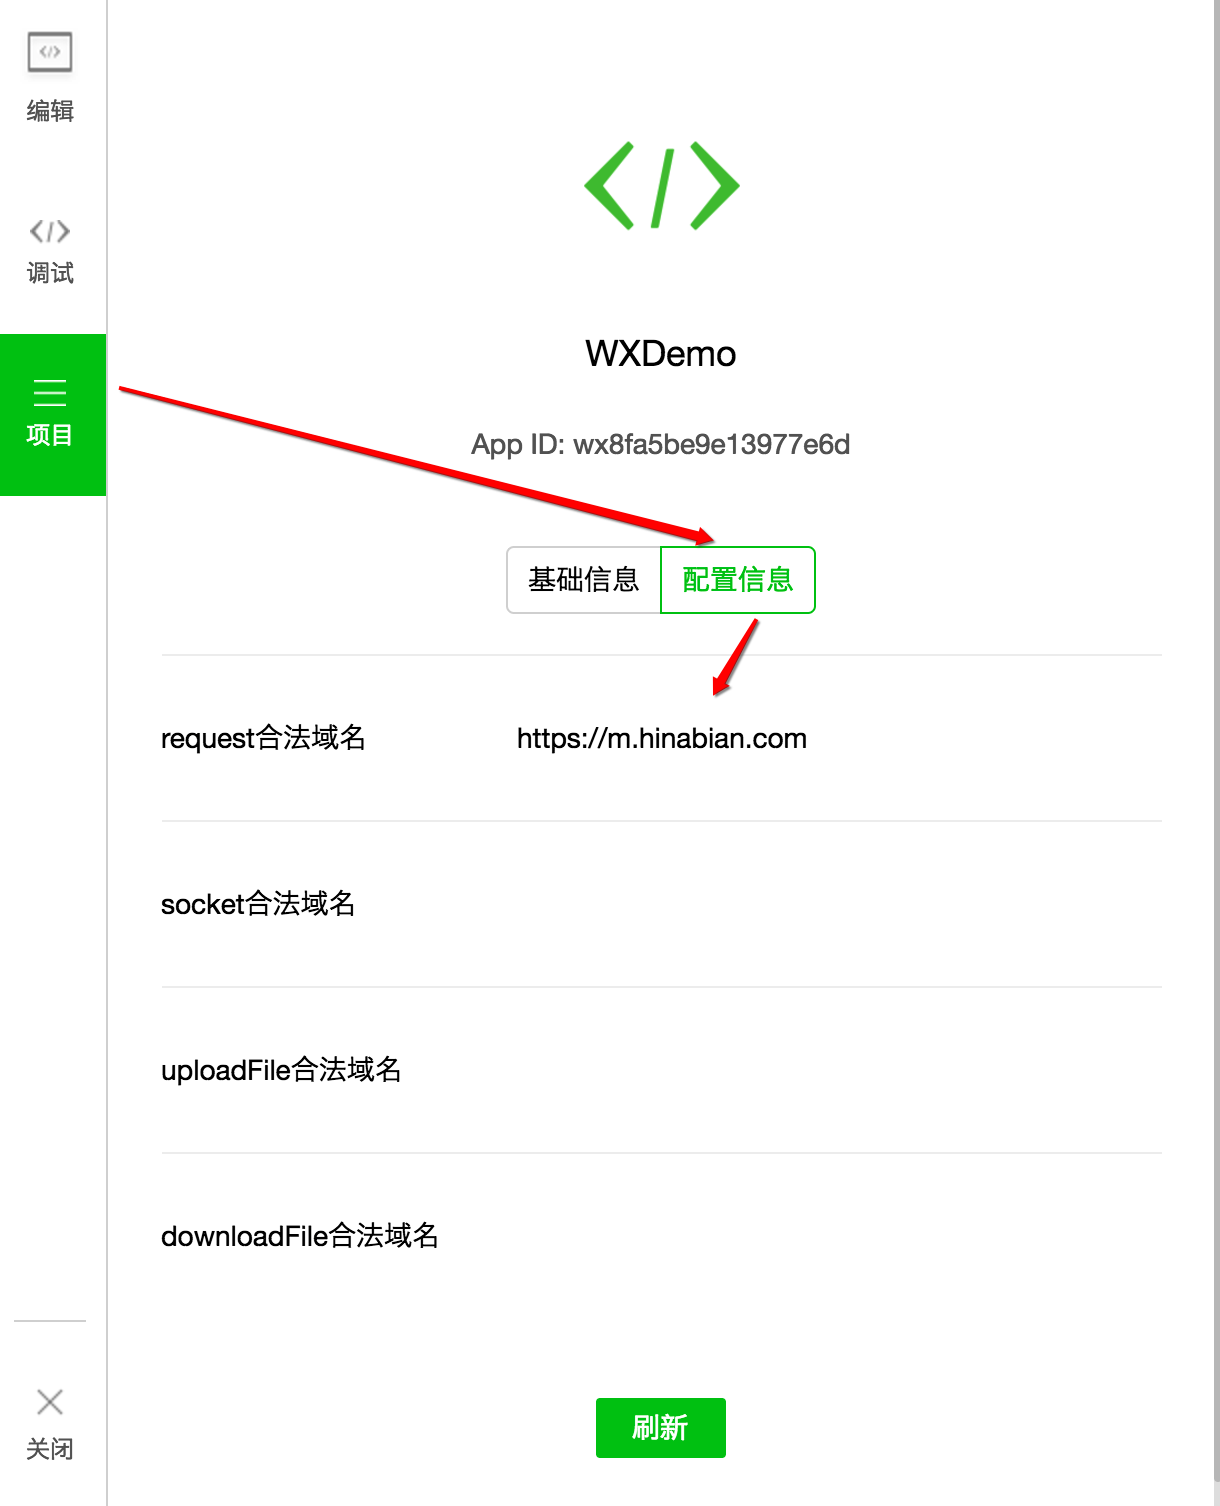 编辑
调试
项目
</>
WXDemo
App ID: wx8fa5be9e13977e6d
基础信息
配置信息
request合法域名 https://m.hinabian.com
socket合法域名
uploadFile合法域名
downloadFile合法域名
刷新
关闭